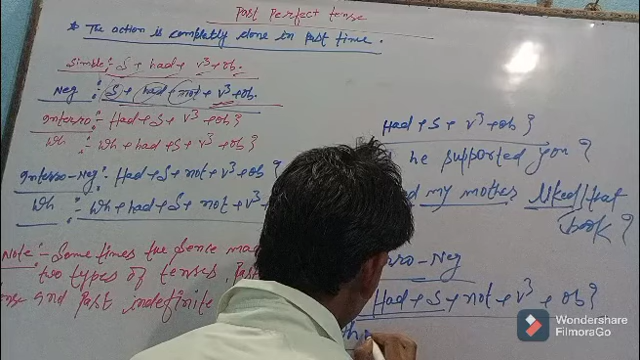 Past Perfect tense
* The action is completly done in past time.
Simple:- S + had + v³ + ob.
Neg :- S + had + not + v³ + ob.
Interro:- Had + S + v³ + ob?
Wh :- Wh + had + S + v³ + ob?
Interro-Neg:- Had + S + not + v³ + ob?
Wh :- Wh + had + S + not + v³
Note:- Some times the
two types of tenses, Past
and Past indefinite
Had + S + v³ + ob?
he supported you?
my mother liked that
book?
-Neg
Had + S + not + v³ + ob?
Wondershare
FilmoraGo